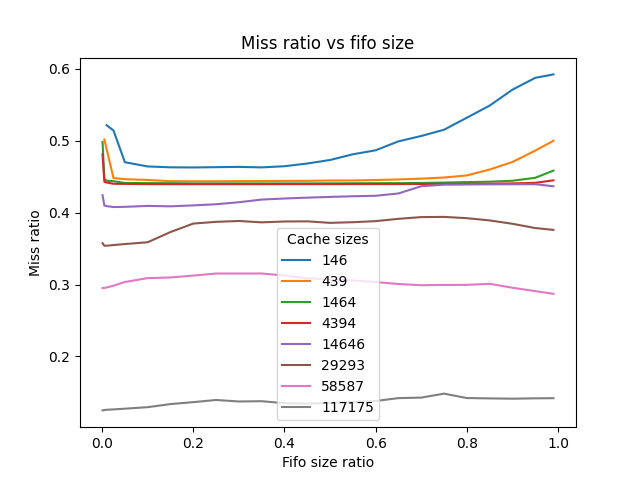 Miss ratio vs fifo size
Miss ratio
0.6
0.5
0.4
0.3
0.2
Cache sizes
146
439
1464
4394
14646
29293
58587
117175
0.0 0.2 0.4 0.6 0.8 1.0
Fifo size ratio